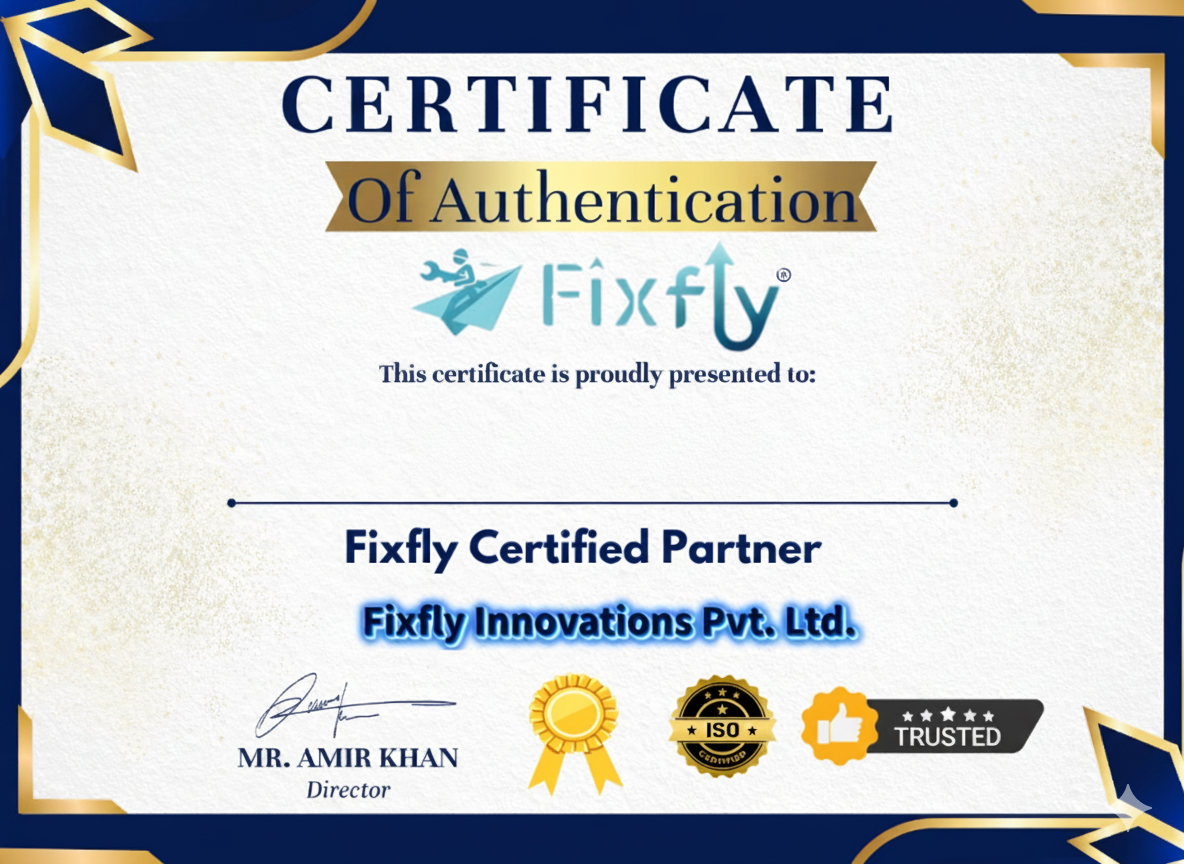 CERTIFICATE
Of Authentication
Fixfly®
This certificate is proudly presented to:
Fixfly Certified Partner
Fixfly Innovations Pvt. Ltd.
MR. AMIR KHAN
Director
ISO
CERTIFIED
TRUSTED